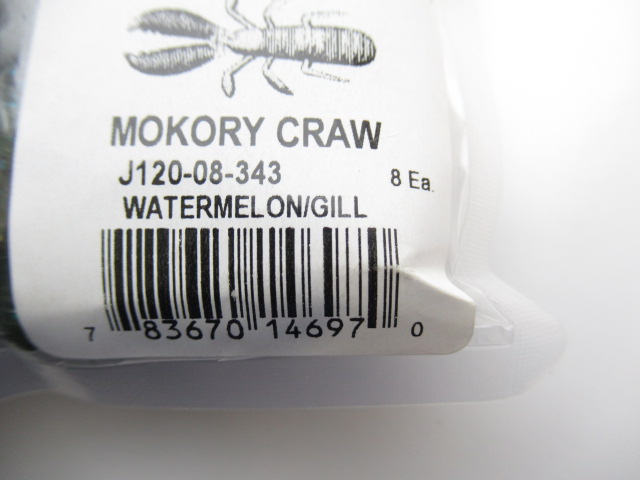 MOKORY CRAW
J120-08-343 8 Ea.
WATERMELON/GILL
7 83670 14697 0